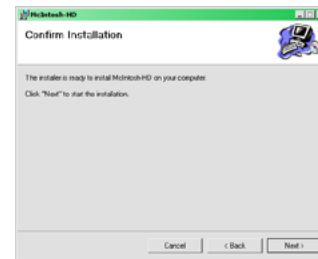 McIntosh-HD
Confirm Installation
The installer is ready to install McIntosh-HD on your computer.
Click "Next" to start the installation.
Cancel
< Back
Next >